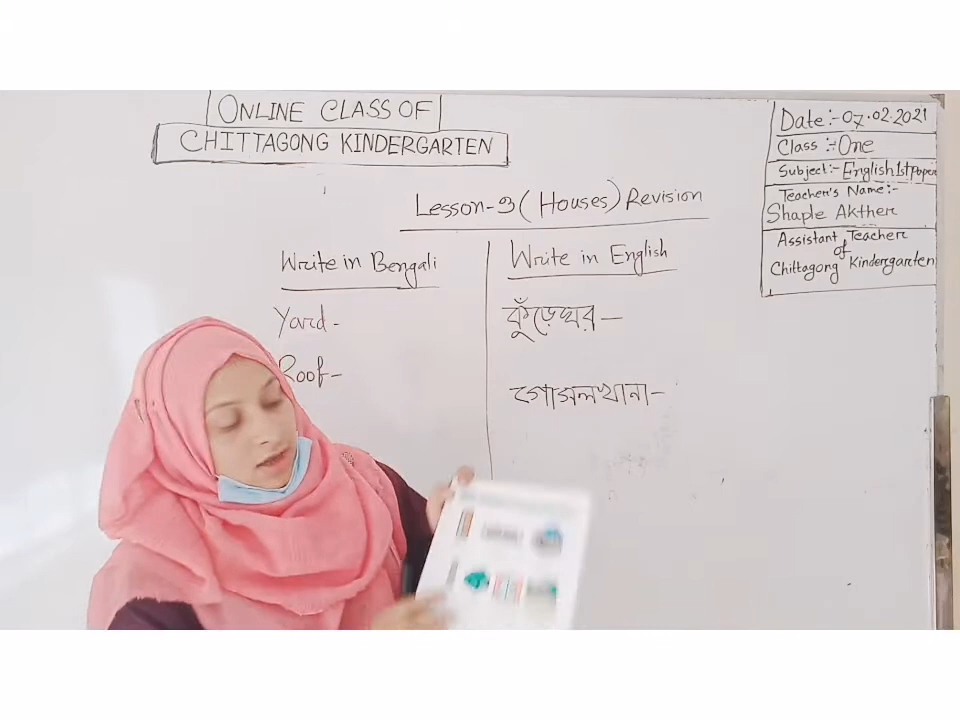 ONLINE CLASS OF
CHITTAGONG KINDERGARTEN
Date:- 07.02.2021
Class :- One
Subject:- English 1st Paper
Teacher's Name:-
Shaple Akther
Assistant Teacher
of
Chittagong Kindergarten
Lesson-3 (Houses) Revision
Write in Bengali
Yard -
Roof -
Write in English
কুঁড়েঘর —
গোসলখানা -